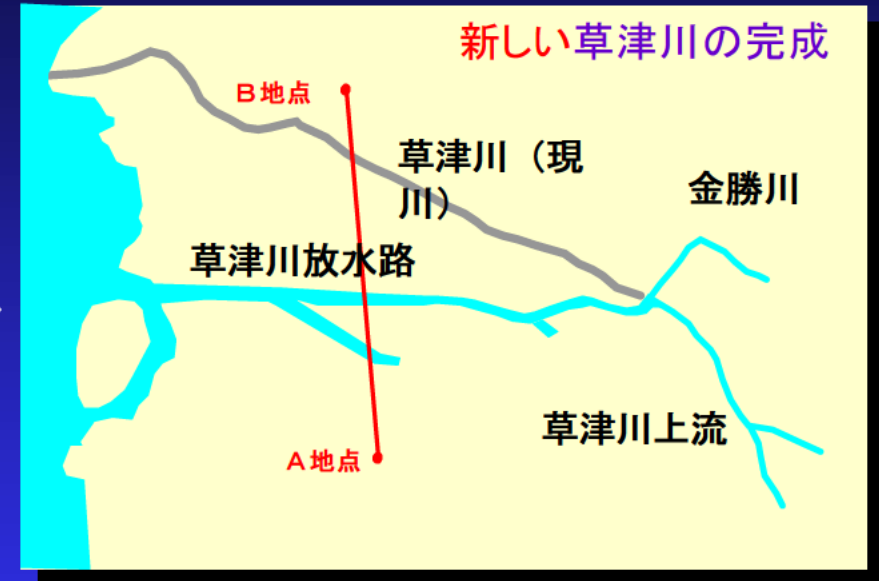 新しい草津川の完成
B地点
草津川（現
川）
金勝川
草津川放水路
草津川上流
A地点